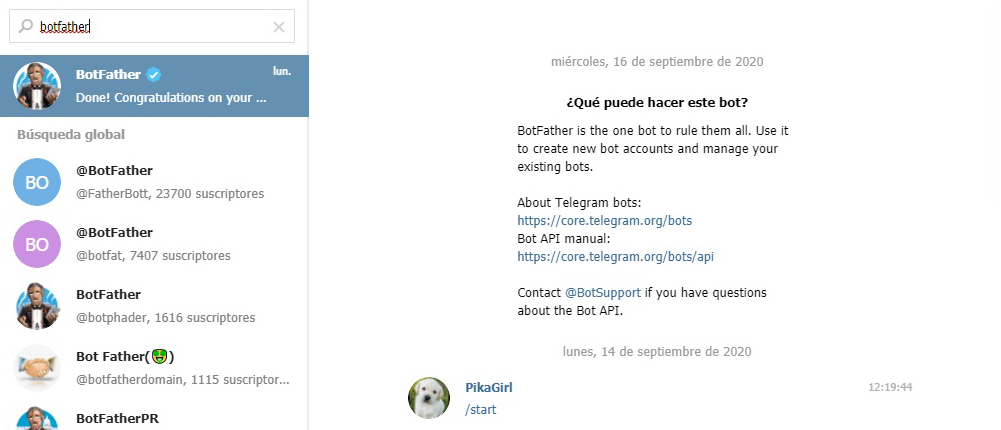 botfather
BotFather
lun.
Done! Congratulations on your ...
Búsqueda global
BO
@BotFather
@FatherBott, 23700 suscriptores
BO
@BotFather
@botfat, 7407 suscriptores
BotFather
@botphader, 1616 suscriptores
Bot Father(🤑)
@botfatherdomain, 1115 suscriptor...
BotFatherPR
miércoles, 16 de septiembre de 2020
¿Qué puede hacer este bot?
BotFather is the one bot to rule them all. Use it
to create new bot accounts and manage your
existing bots.
About Telegram bots:
https://core.telegram.org/bots
Bot API manual:
https://core.telegram.org/bots/api
Contact @BotSupport if you have questions
about the Bot API.
lunes, 14 de septiembre de 2020
PikaGirl
12:19:44
/start